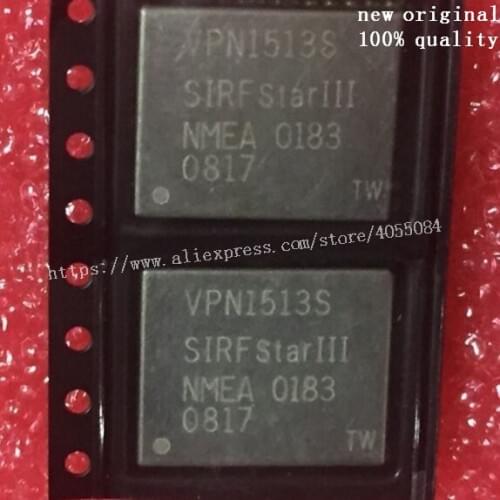 new original
100% quality
VPN1513S
SIRFstarIII
NMEA 0183
0817
TW
https://www.aliexpress.com/store/4055084
VPN1513S
SIRFstarIII
NMEA 0183
0817
TW